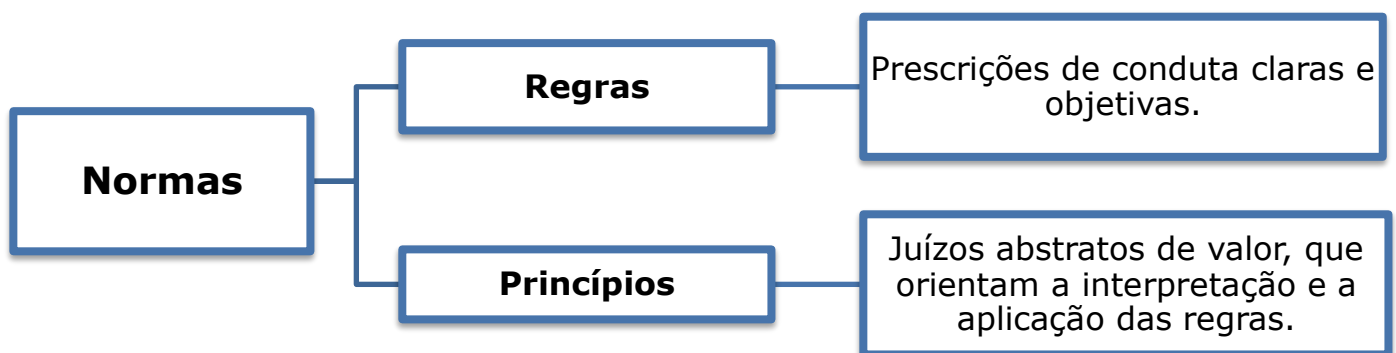 Normas
Regras
Prescrições de conduta claras e
objetivas.
Princípios
Juízos abstratos de valor, que
orientam a interpretação e a
aplicação das regras.